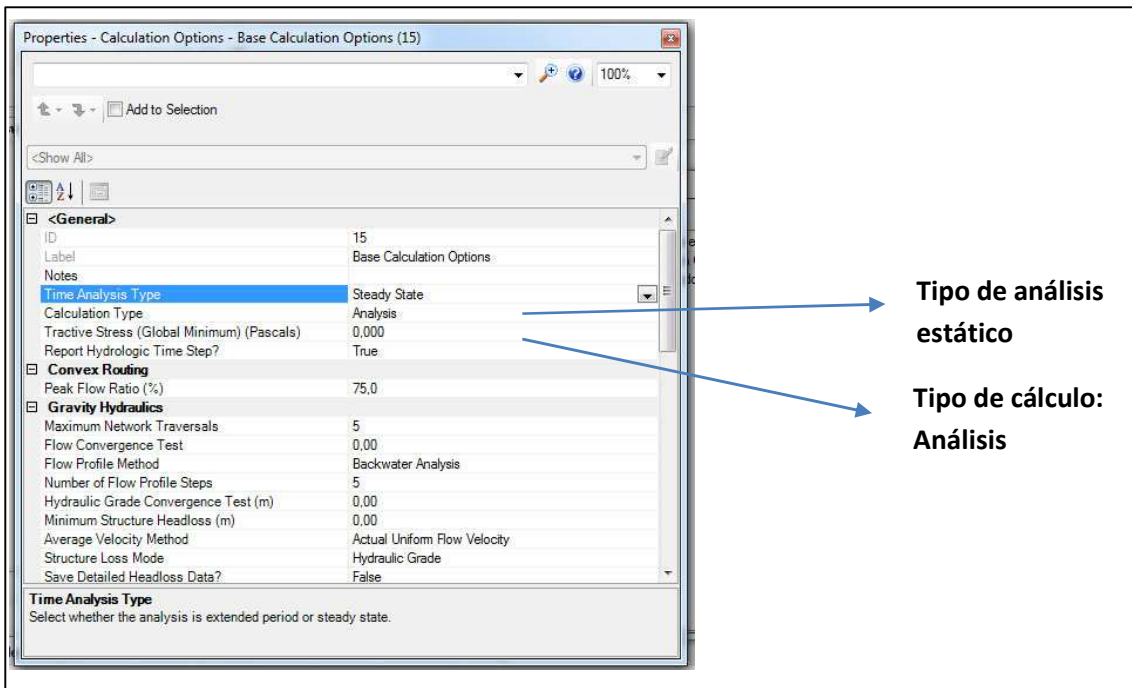 Properties - Calculation Options - Base Calculation Options (15)
100%
Add to Selection
<Show All>
<General>
ID 15
Label Base Calculation Options
Notes
Time Analysis Type Steady State
Calculation Type Analysis
Tractive Stress (Global Minimum) (Pascals) 0,000
Report Hydrologic Time Step? True
Convex Routing
Peak Flow Ratio (%) 75,0
Gravity Hydraulics
Maximum Network Traversals 5
Flow Convergence Test 0,00
Flow Profile Method Backwater Analysis
Number of Flow Profile Steps 5
Hydraulic Grade Convergence Test (m) 0,00
Minimum Structure Headloss (m) 0,00
Average Velocity Method Actual Uniform Flow Velocity
Structure Loss Mode Hydraulic Grade
Save Detailed Headloss Data? False
Time Analysis Type
Select whether the analysis is extended period or steady state.
Tipo de análisis
estático
Tipo de cálculo:
Análisis